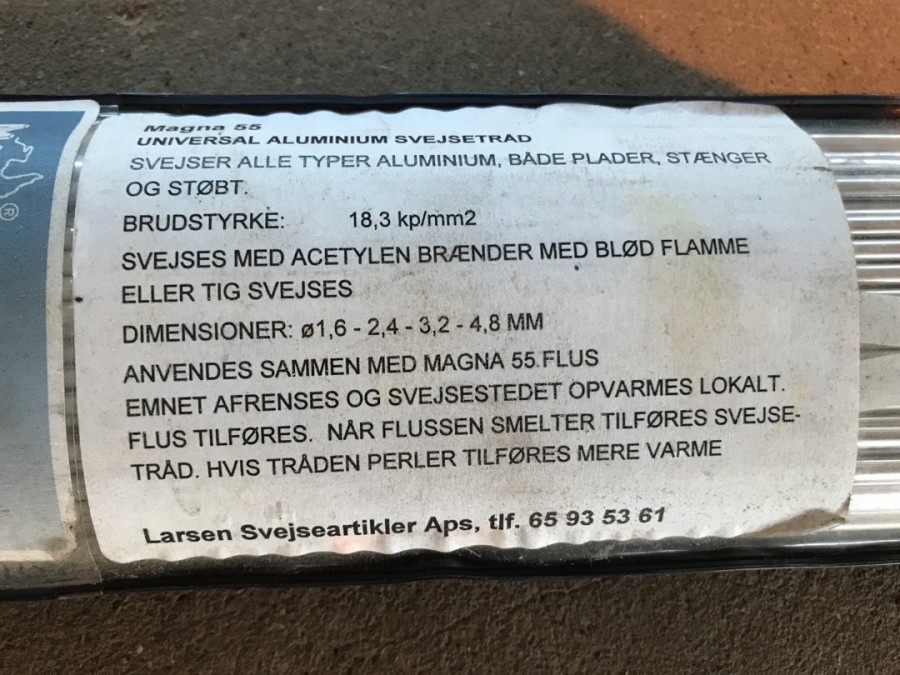 Magna 55
UNIVERSAL ALUMINIUM SVEJSETRÅD
SVEJSER ALLE TYPER ALUMINIUM, BÅDE PLADER, STÆNGER
OG STØBT.
BRUDSTYRKE: 18,3 kp/mm2
SVEJSES MED ACETYLEN BRÆNDER MED BLØD FLAMME
ELLER TIG SVEJSES
DIMENSIONER: ø1,6 - 2,4 - 3,2 - 4,8 MM
ANVENDES SAMMEN MED MAGNA 55 FLUS
EMNET AFRENSES OG SVEJSESTEDET OPVARMES LOKALT.
FLUS TILFØRES. NÅR FLUSSEN SMELTER TILFØRES SVEJSE-
TRÅD. HVIS TRÅDEN PERLER TILFØRES MERE VARME
Larsen Svejseartikler Aps, tlf. 65 93 53 61
®